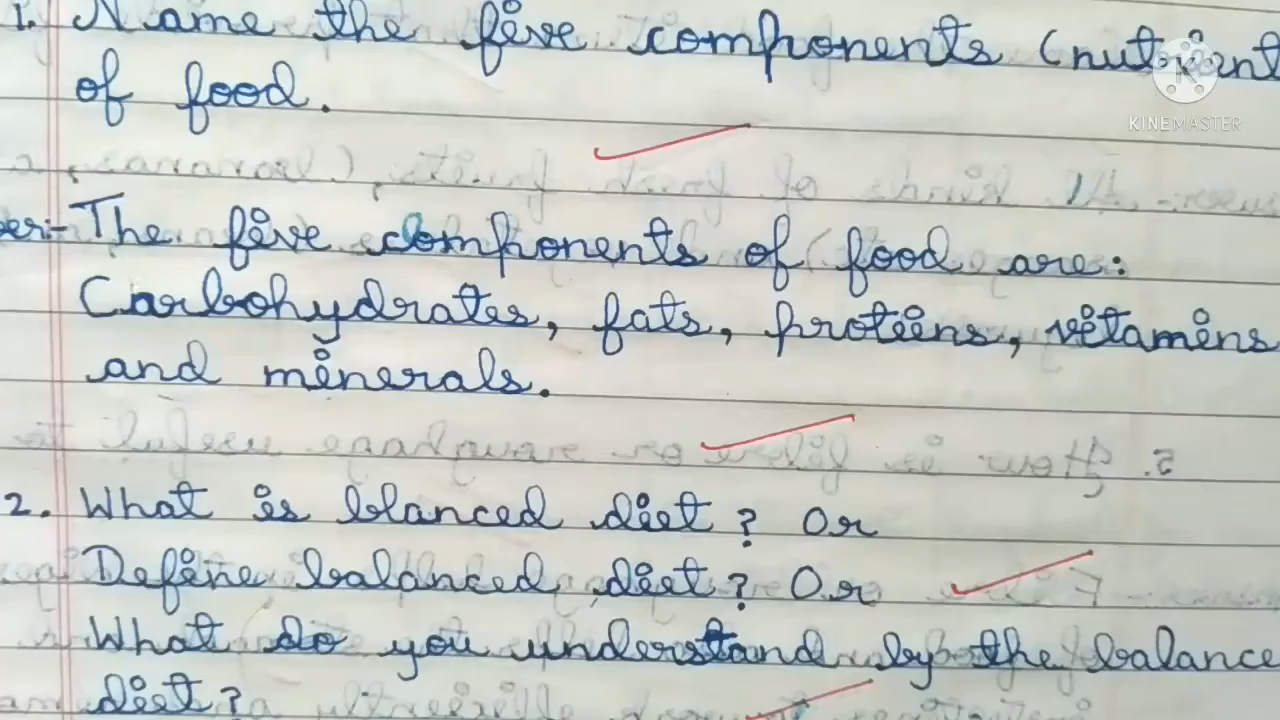 1. Name the five components (nutrient
of food.
KINEMASTER
The five components of food are:
Carbohydrates, fats, proteins, vitamins
and minerals.
2. What is blanced diet? Or
Define balanced diet? Or
What do you understand by the balance
diet?